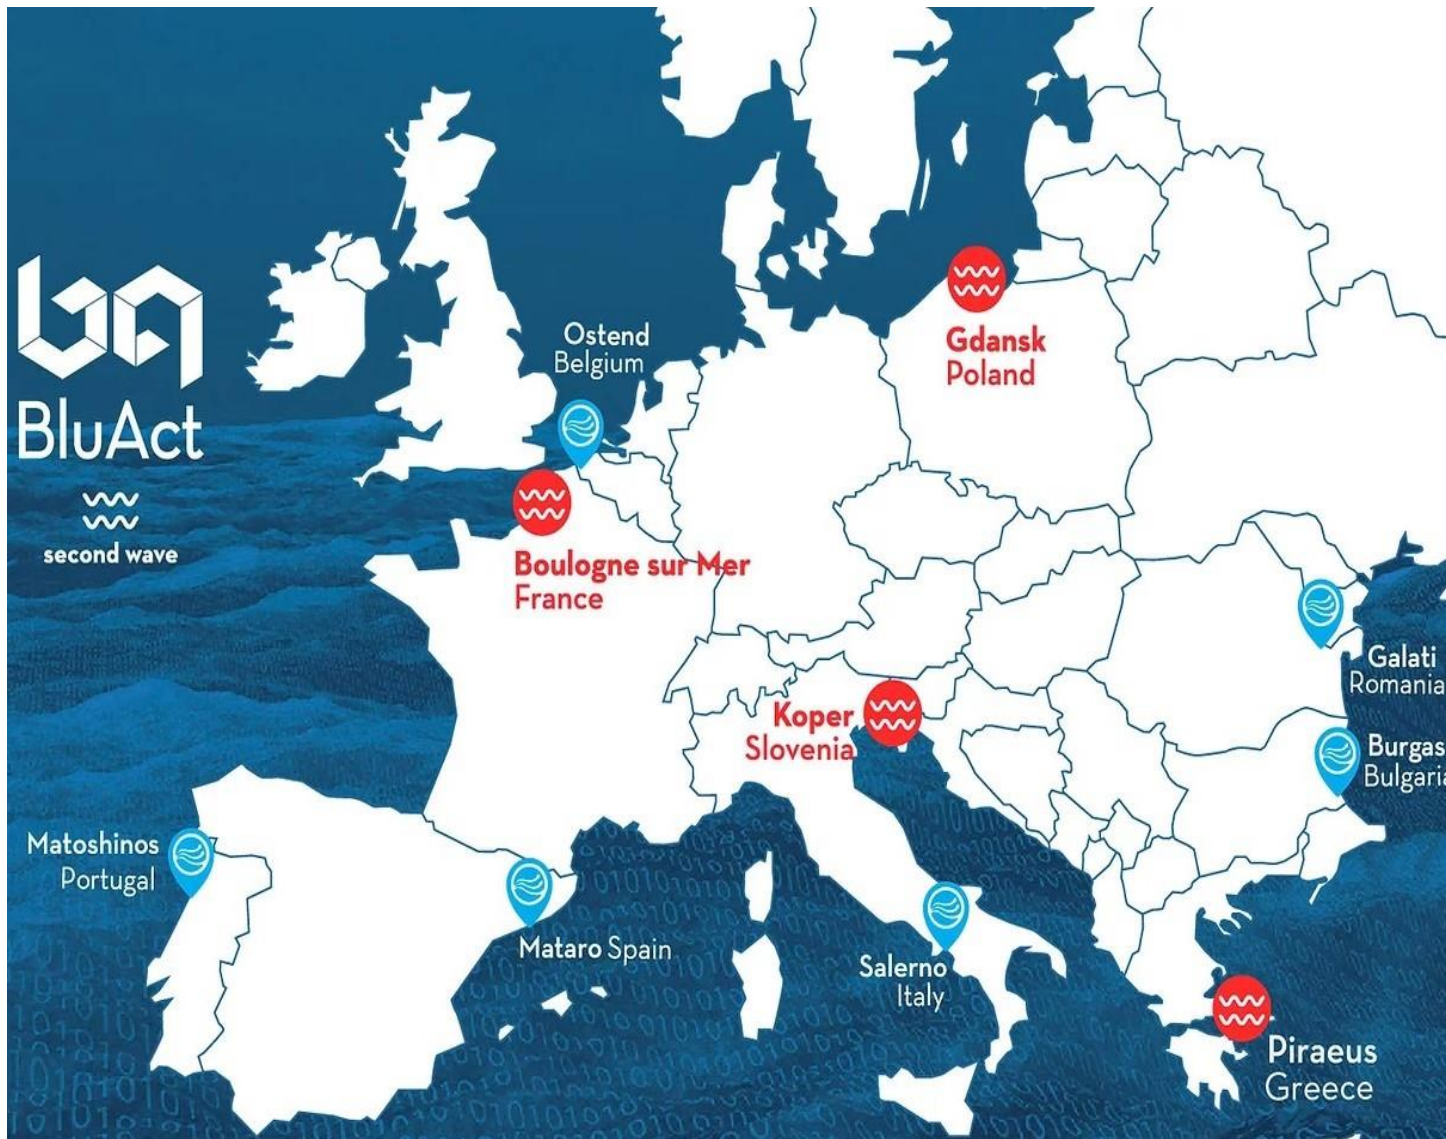 BluAct
second wave
Ostend
Belgium
Gdansk
Poland
Boulogne sur Mer
France
Koper
Slovenia
Galati
Romania
Burgas
Bulgaria
Matoshinos
Portugal
Mataro Spain
Salerno
Italy
Piraeus
Greece